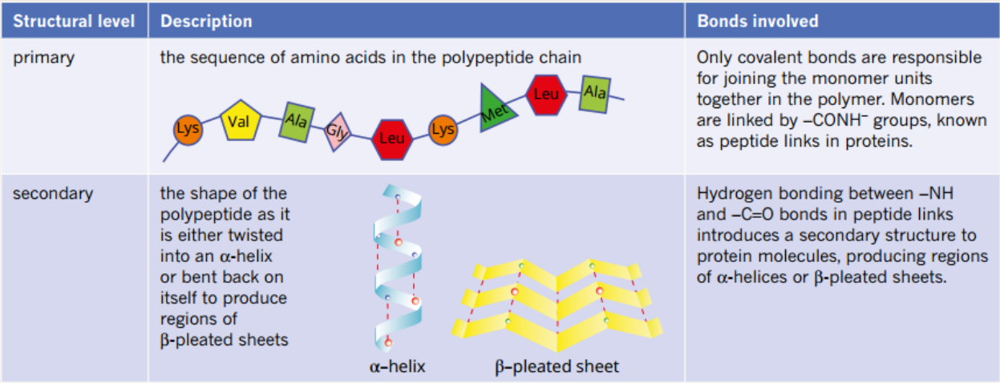 Structural level
Description
Bonds involved
primary
the sequence of amino acids in the polypeptide chain
Lys
Val
Ala
Gly
Leu
Lys
Met
Leu
Ala
Only covalent bonds are responsible
for joining the monomer units
together in the polymer. Monomers
are linked by –CONH⁻ groups, known
as peptide links in proteins.
secondary
the shape of the
polypeptide as it
is either twisted
into an α-helix
or bent back on
itself to produce
regions of
β-pleated sheets
α–helix
β–pleated sheet
Hydrogen bonding between –NH
and –C=O bonds in peptide links
introduces a secondary structure to
protein molecules, producing regions
of α-helices or β-pleated sheets.